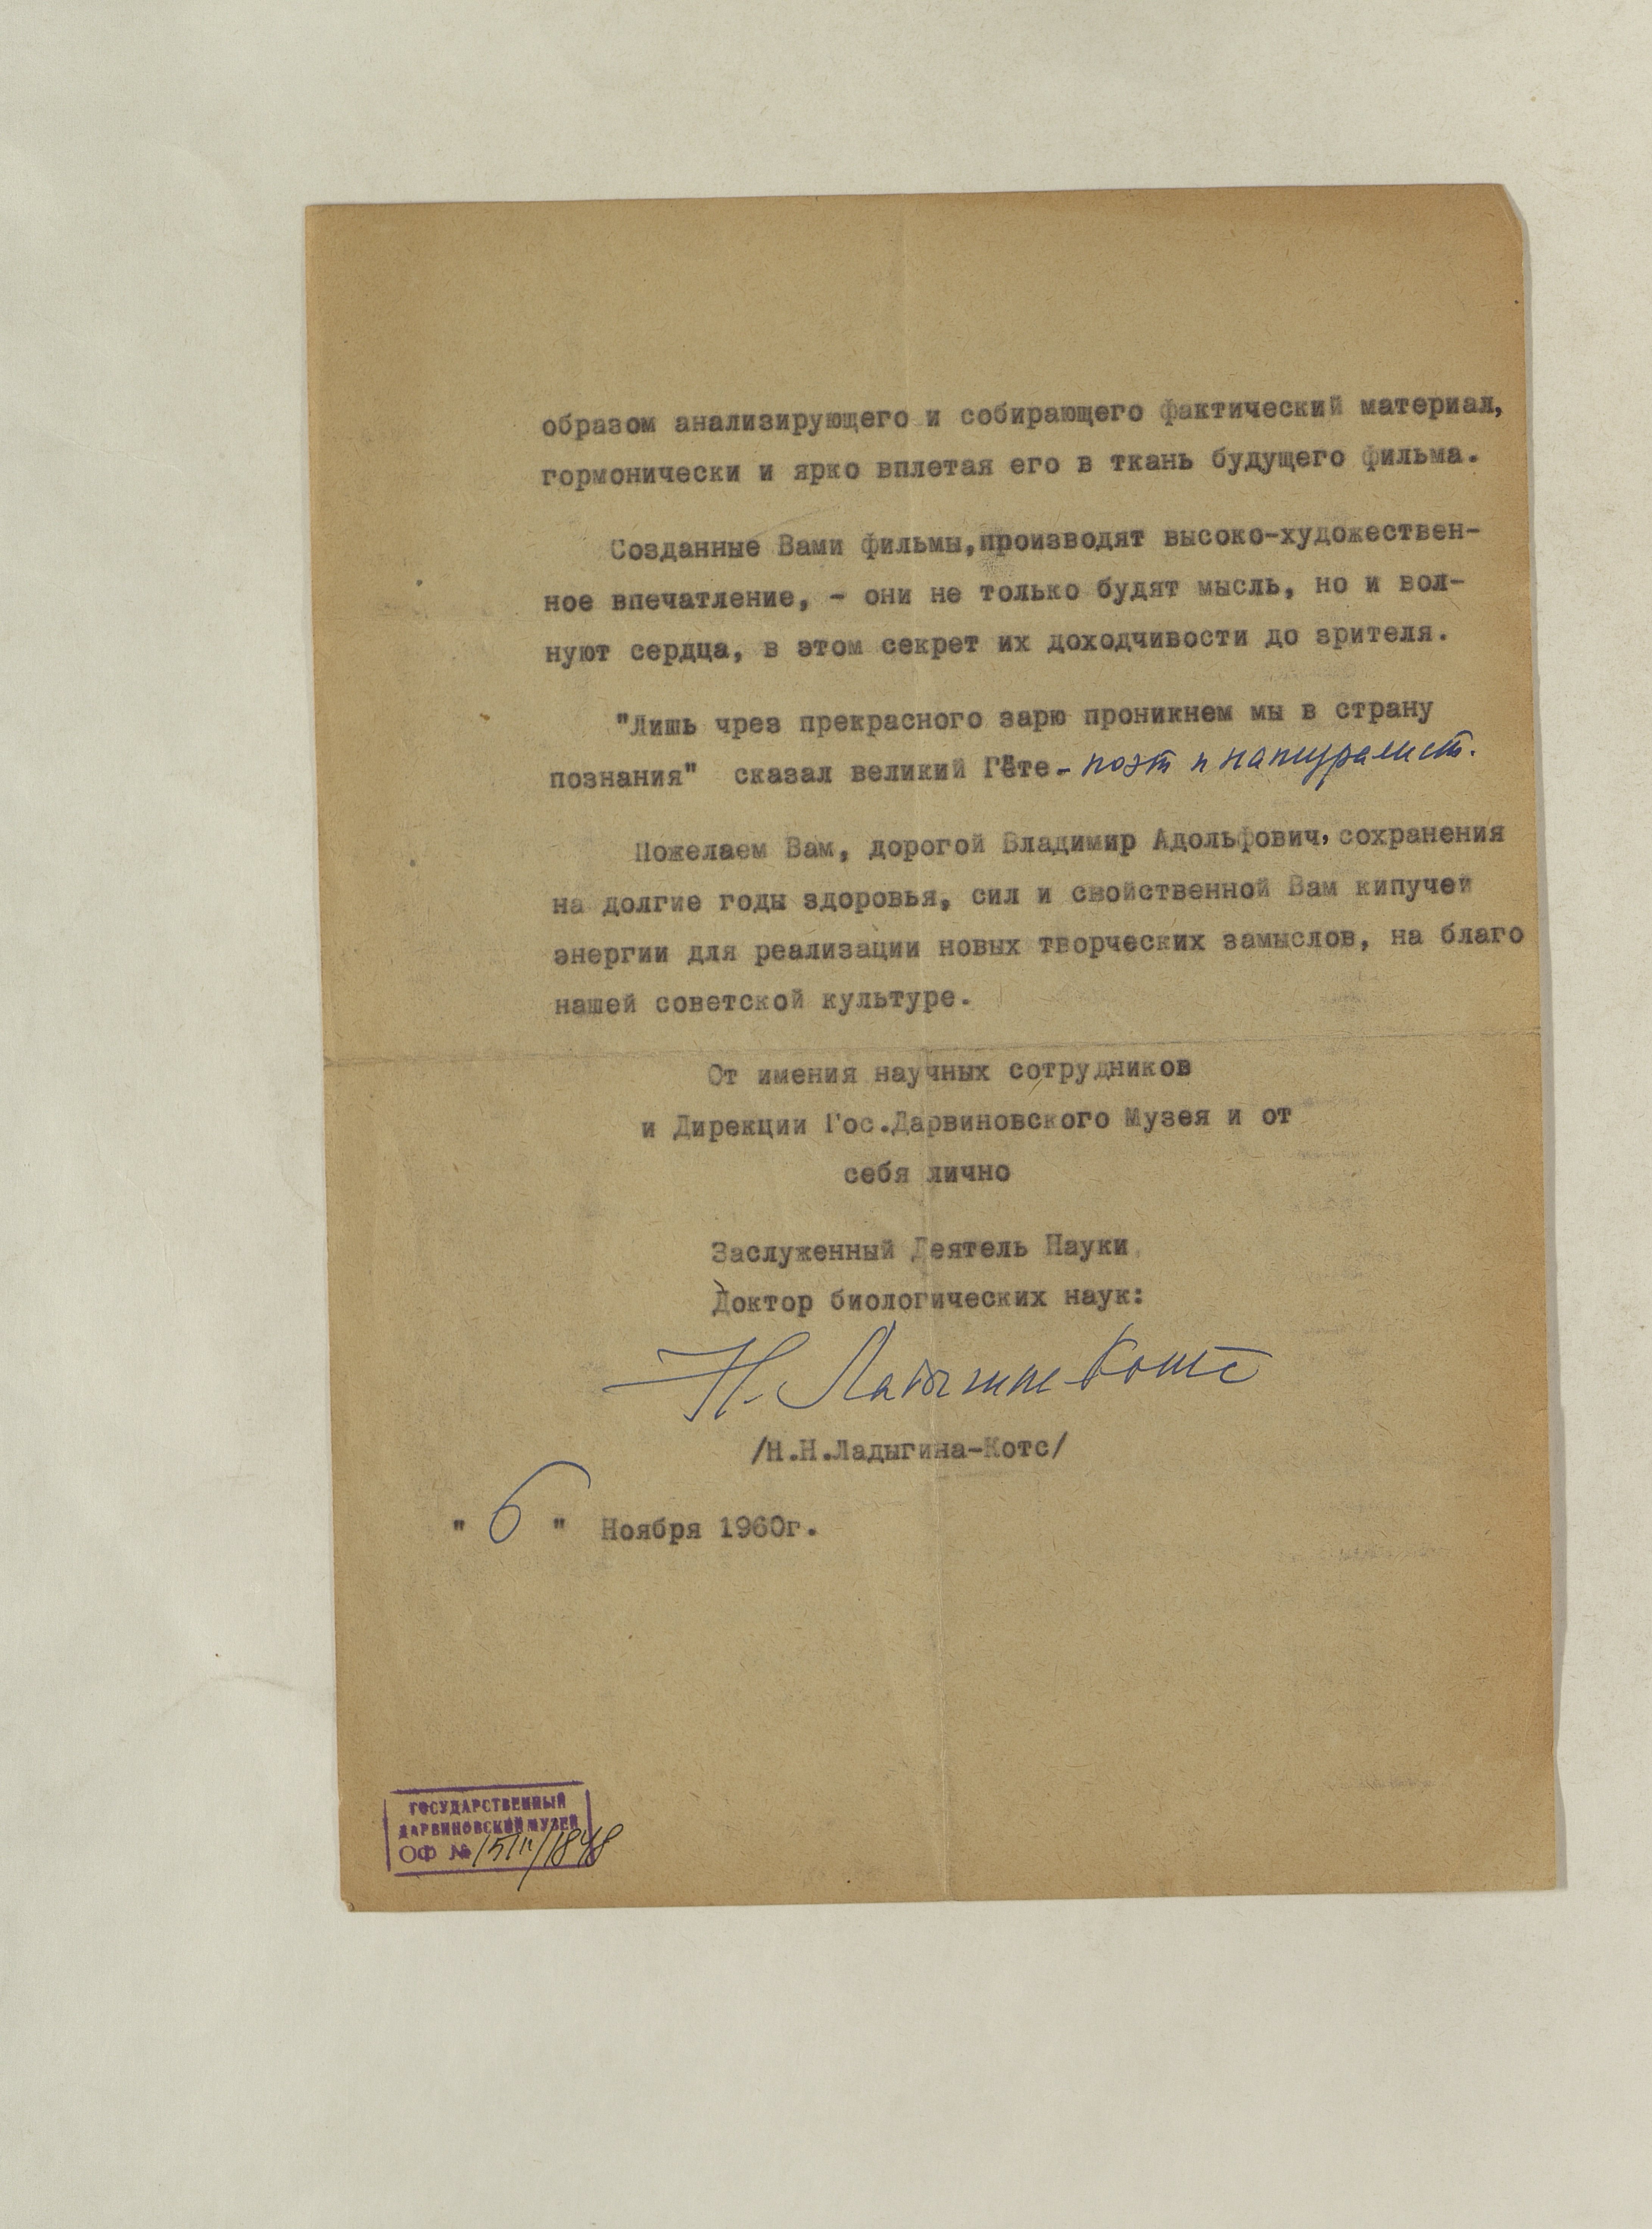 образом анализирующего и собирающего фактический материал,
гормонически и ярко вплетая его в ткань будущего фильма.
Созданные Вами фильмы,производят высоко-художествен-
ное впечатление, - они не только будят мысль, но и вол-
нуют сердца, в этом секрет их доходчивости до зрителя.
"Лишь чрез прекрасного зарю проникнем мы в страну
познания" сказал великий Гёте - поэт и натуралист.
Пожелаем Вам, дорогой Владимир Адольфович, сохранения
на долгие годы здоровья, сил и свойственной Вам кипучей
энергии для реализации новых творческих замыслов, на благо
нашей советской культуре.
От имения научных сотрудников
и Дирекции Гос.Дарвиновского Музея и от
себя лично
Заслуженный Деятель Науки,
Доктор биологических наук:
Н. Ладыгина-Котс
/Н.Н.Ладыгина-Котс/
" 6 " Ноября 1960г.
ГОСУДАРСТВЕННЫЙ
ДАРВИНОВСКИЙ МУЗЕЙ
ОФ №